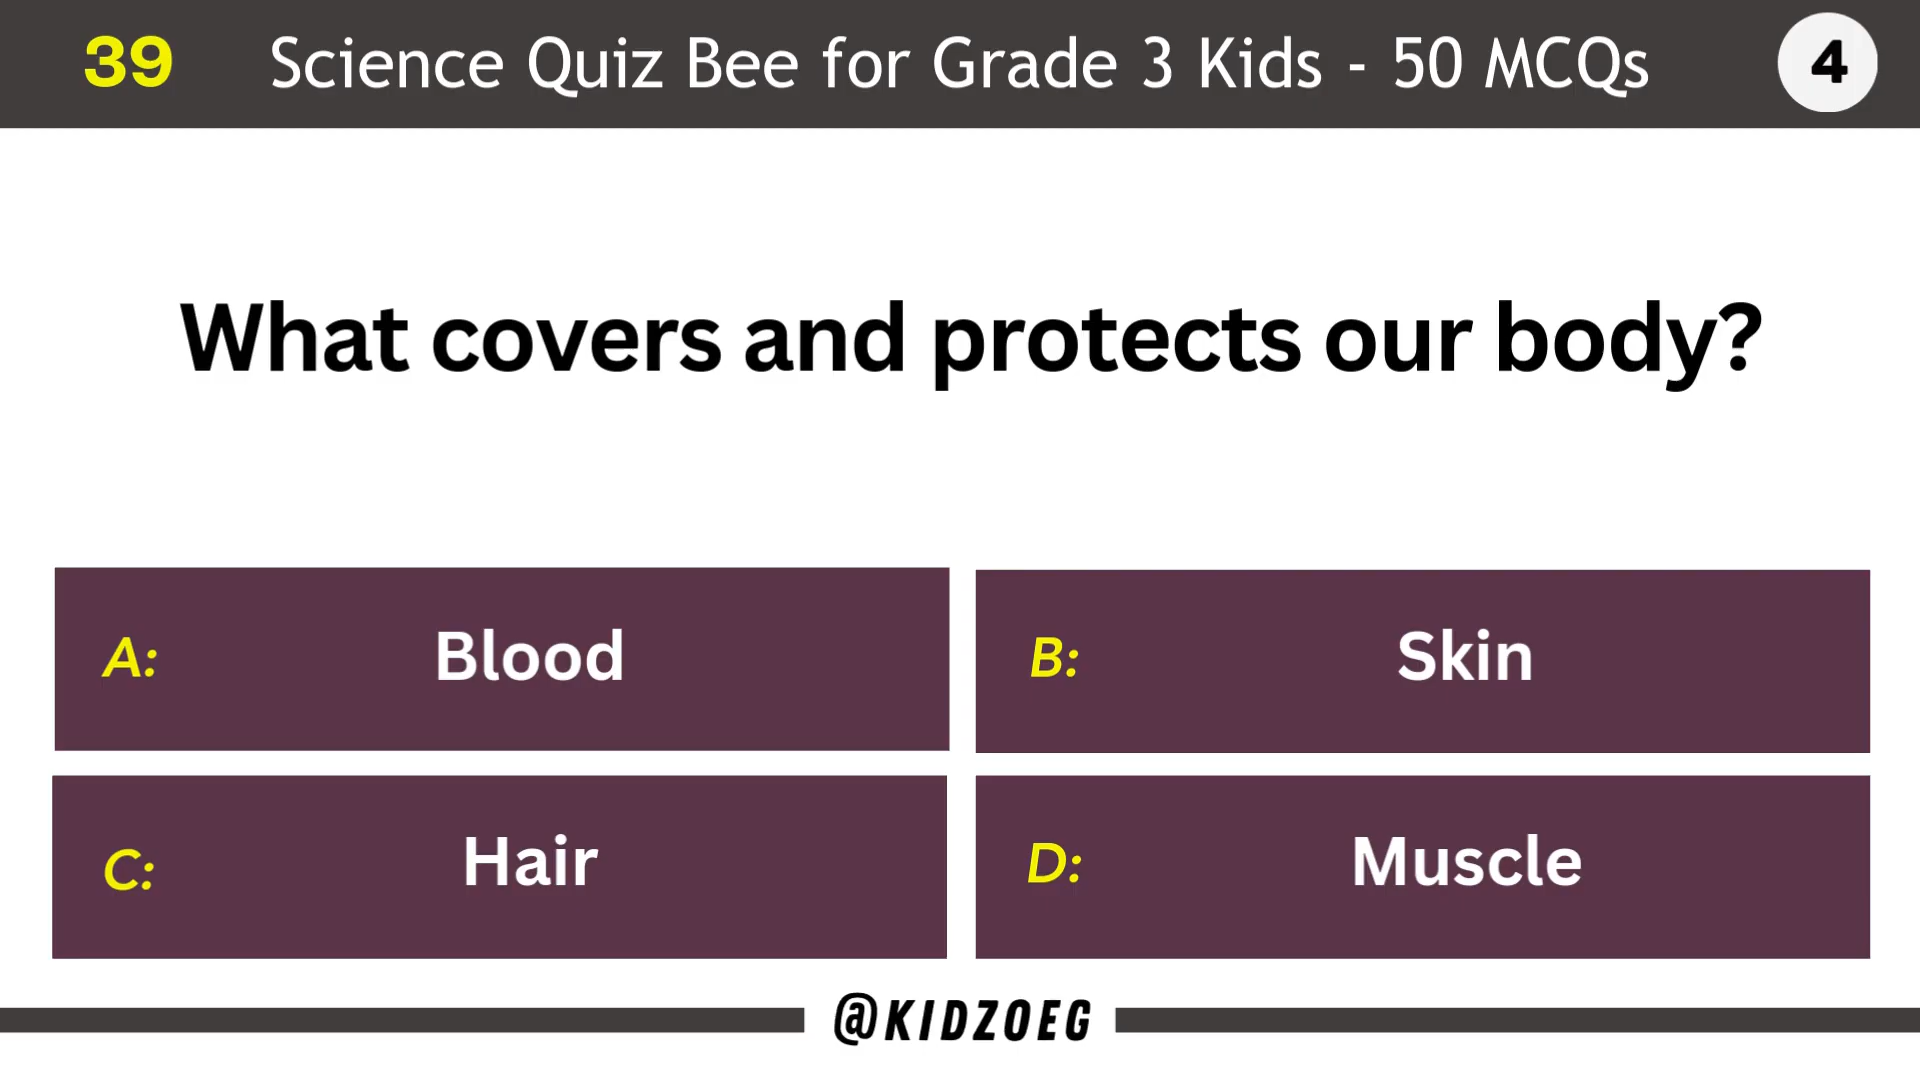 39 Science Quiz Bee for Grade 3 Kids - 50 MCQs 4
What covers and protects our body?
A: Blood
B: Skin
C: Hair
D: Muscle
@KIDZOEG